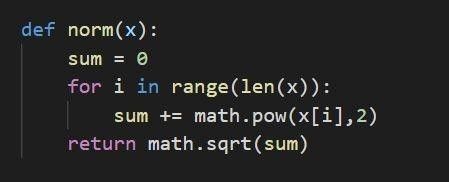 def norm(x):
    sum = 0
    for i in range(len(x)):
        sum += math.pow(x[i],2)
    return math.sqrt(sum)